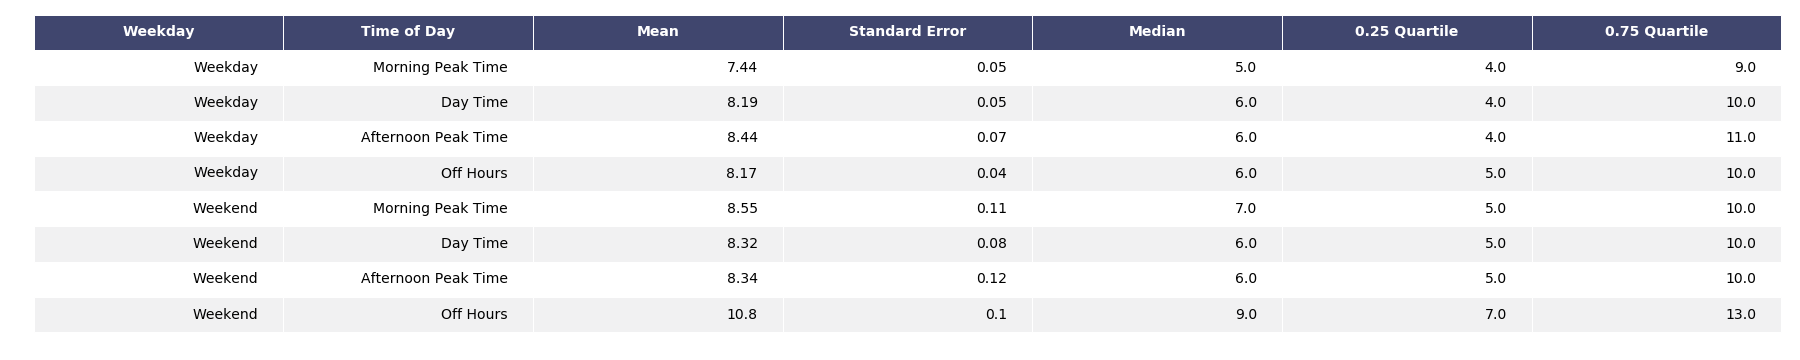 Weekday Time of Day Mean Standard Error Median 0.25 Quartile 0.75 Quartile
Weekday Morning Peak Time 7.44 0.05 5.0 4.0 9.0
Weekday Day Time 8.19 0.05 6.0 4.0 10.0
Weekday Afternoon Peak Time 8.44 0.07 6.0 4.0 11.0
Weekday Off Hours 8.17 0.04 6.0 5.0 10.0
Weekend Morning Peak Time 8.55 0.11 7.0 5.0 10.0
Weekend Day Time 8.32 0.08 6.0 5.0 10.0
Weekend Afternoon Peak Time 8.34 0.12 6.0 5.0 10.0
Weekend Off Hours 10.8 0.1 9.0 7.0 13.0